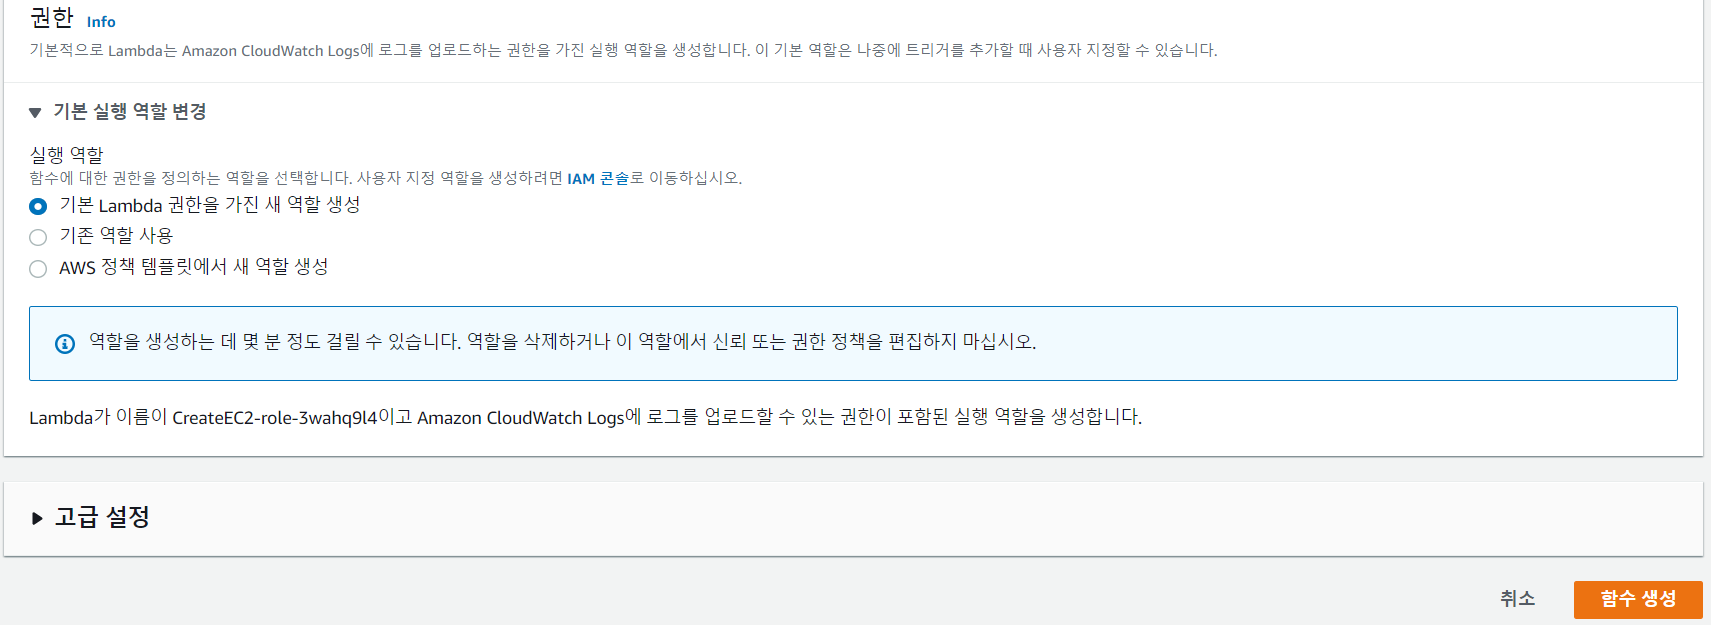 권한 Info
기본적으로 Lambda는 Amazon CloudWatch Logs에 로그를 업로드하는 권한을 가진 실행 역할을 생성합니다. 이 기본 역할은 나중에 트리거를 추가할 때 사용자 지정할 수 있습니다.
기본 실행 역할 변경
실행 역할
함수에 대한 권한을 정의하는 역할을 선택합니다. 사용자 지정 역할을 생성하려면 IAM 콘솔로 이동하십시오.
기본 Lambda 권한을 가진 새 역할 생성
기존 역할 사용
AWS 정책 템플릿에서 새 역할 생성
역할을 생성하는 데 몇 분 정도 걸릴 수 있습니다. 역할을 삭제하거나 이 역할에서 신뢰 또는 권한 정책을 편집하지 마십시오.
Lambda가 이름이 CreateEC2-role-3wahq9l4이고 Amazon CloudWatch Logs에 로그를 업로드할 수 있는 권한이 포함된 실행 역할을 생성합니다.
고급 설정
취소 함수 생성